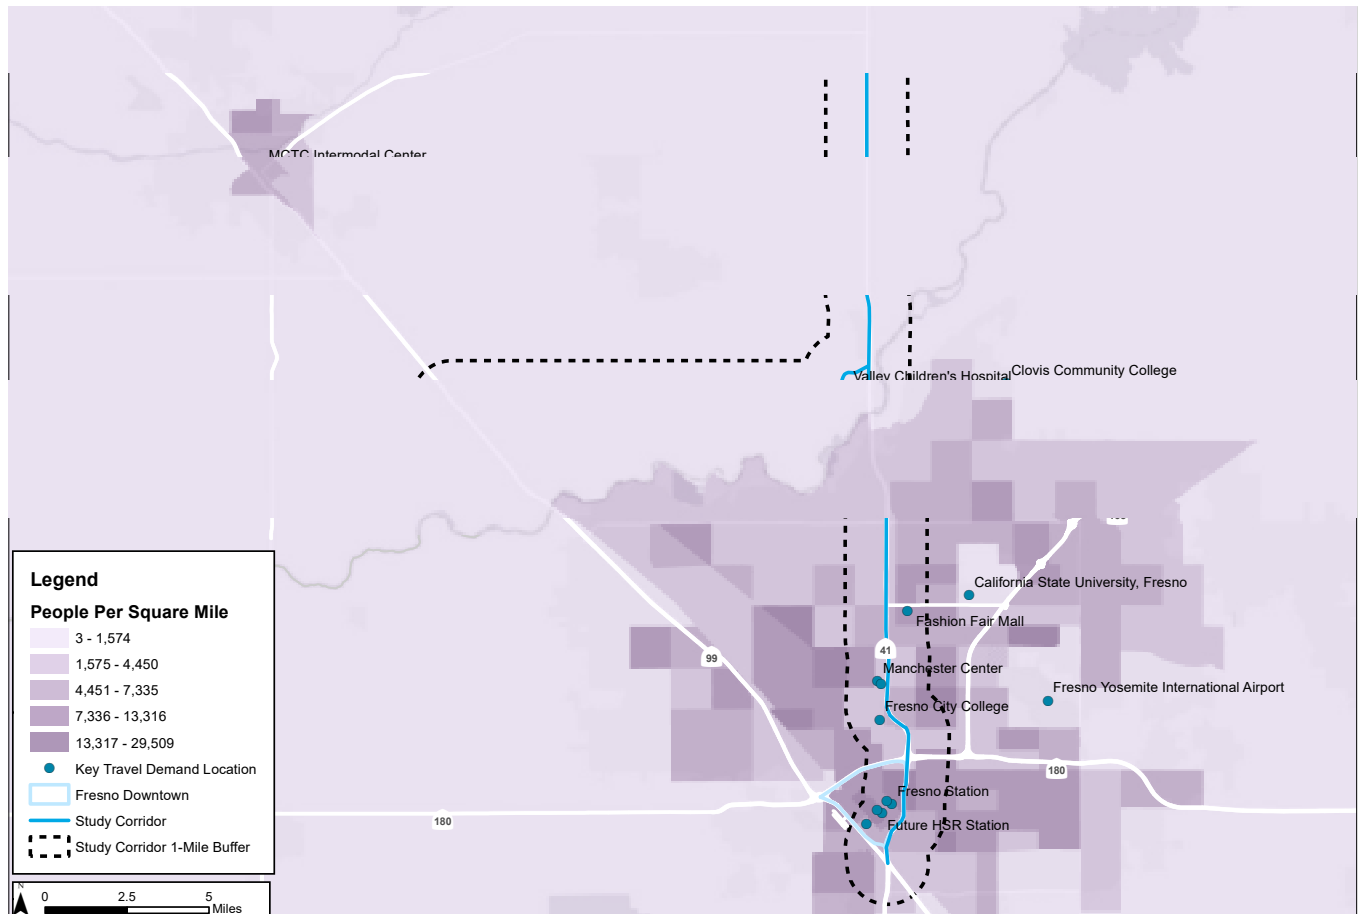 MCTC Intermodal Center
Valley Children's Hospital
Clovis Community College
California State University, Fresno
Fashion Fair Mall
41
99
Manchester Center
Fresno Yosemite International Airport
Fresno City College
180
Fresno Station
180
Future HSR Station
Legend
People Per Square Mile
3 - 1,574
1,575 - 4,450
4,451 - 7,335
7,336 - 13,316
13,317 - 29,509
Key Travel Demand Location
Fresno Downtown
Study Corridor
Study Corridor 1-Mile Buffer
N
0 2.5 5
Miles